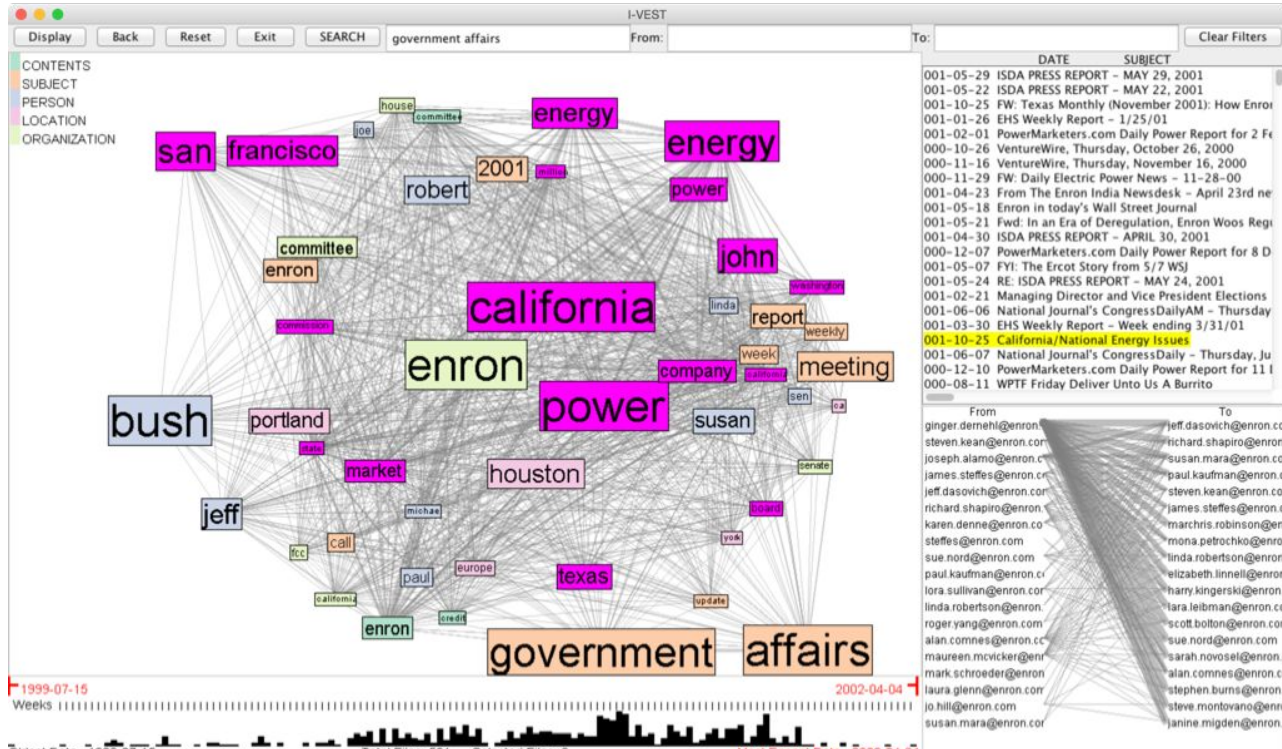 I-VEST
Display Back Reset Exit SEARCH government affairs From: To: Clear Filters
CONTENTS
SUBJECT
PERSON
LOCATION
ORGANIZATION
house
committee
energy
joe
energy
san francisco
2001
robert
power
committee
john
enron
washington
california
linda
report
commission
weekly
week
enron
company
california
meeting
sen
power
bush
portland
susan
ca
state
market
houston
senate
jeff
michae
board
call
york
fcc
europe
paul
texas
california
update
credit
enron
government affairs
1999-07-15 2002-04-04
Weeks
DATE SUBJECT
001-05-29 ISDA PRESS REPORT - MAY 29, 2001
001-05-22 ISDA PRESS REPORT - MAY 22, 2001
001-10-25 FW: Texas Monthly (November 2001): How Enron
001-01-26 EHS Weekly Report - 1/25/01
001-02-01 PowerMarketers.com Daily Power Report for 2 Fe
000-10-26 VentureWire, Thursday, October 26, 2000
000-11-16 VentureWire, Thursday, November 16, 2000
000-11-29 FW: Daily Electric Power News - 11-28-00
001-04-23 From The Enron India Newsdesk - April 23rd ne
001-05-18 Enron in today's Wall Street Journal
001-05-21 Fwd: In an Era of Deregulation, Enron Woos Regu
001-04-30 ISDA PRESS REPORT - APRIL 30, 2001
000-12-07 PowerMarketers.com Daily Power Report for 8 D
001-05-07 FYI: The Ercot Story from 5/7 WSJ
001-05-24 RE: ISDA PRESS REPORT - MAY 24, 2001
001-02-21 Managing Director and Vice President Elections
001-06-06 National Journal's CongressDailyAM - Thursday
001-03-30 EHS Weekly Report - Week ending 3/31/01
001-10-25 California/National Energy Issues
001-06-07 National Journal's CongressDaily - Thursday, Ju
000-12-10 PowerMarketers.com Daily Power Report for 11
000-08-11 WPTF Friday Deliver Unto Us A Burrito
From To
ginger.dernehl@enron. jeff.dasovich@enron.co
steven.kean@enron.cor richard.shapiro@enron.
joseph.alamo@enron.c susan.mara@enron.co
james.steffes@enron.c paul.kaufman@enron.c
jeff.dasovich@enron.cor steven.kean@enron.co
richard.shapiro@enron. james.steffes@enron.c
karen.denne@enron.co marchris.robinson@en
steffes@enron.com mona.petrochko@enro
sue.nord@enron.com linda.robertson@enron
paul.kaufman@enron.c elizabeth.linnell@enro
lora.sullivan@enron.co harry.kingerski@enron
linda.robertson@enron. lara.leibman@enron.c
roger.yang@enron.com scott.bolton@enron.co
alan.comnes@enron.co sue.nord@enron.com
maureen.mcvicker@enr sarah.novosel@enron.c
mark.schroeder@enron alan.comnes@enron.c
laura.glenn@enron.com stephen.burns@enron.
jo.hill@enron.com steve.montovano@enro
susan.mara@enron.cor janine.migden@enron.c